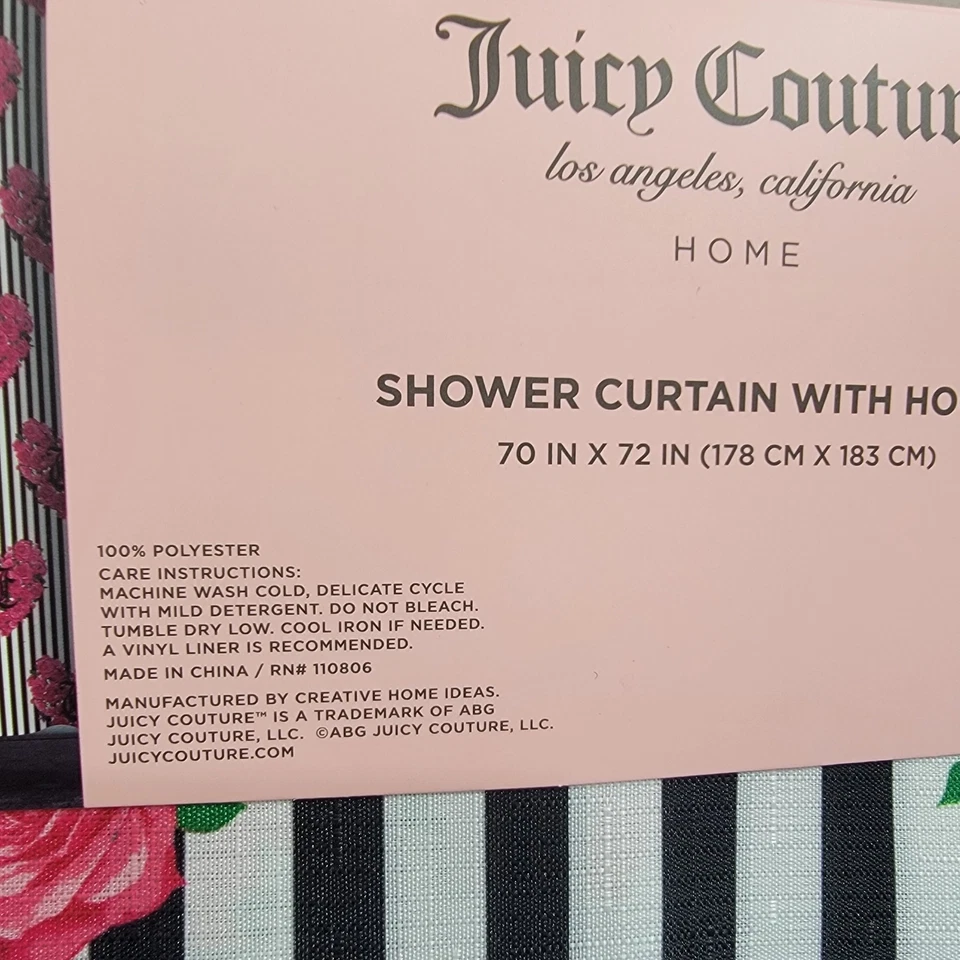 Juicy Coutur
los angeles, california
HOME
SHOWER CURTAIN WITH HO
70 IN X 72 IN (178 CM X 183 CM)
100% POLYESTER
CARE INSTRUCTIONS:
MACHINE WASH COLD, DELICATE CYCLE
WITH MILD DETERGENT. DO NOT BLEACH.
TUMBLE DRY LOW. COOL IRON IF NEEDED.
A VINYL LINER IS RECOMMENDED.
MADE IN CHINA / RN# 110806
MANUFACTURED BY CREATIVE HOME IDEAS.
JUICY COUTURE™ IS A TRADEMARK OF ABG
JUICY COUTURE, LLC. ©ABG JUICY COUTURE, LLC.
JUICYCOUTURE.COM